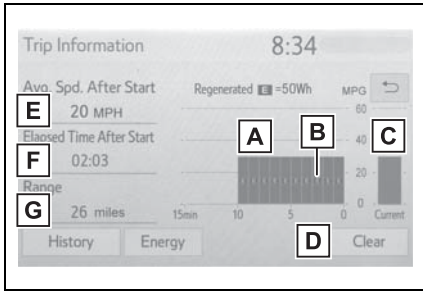 Trip Information 8:34
Avg. Spd. After Start Regenerated E =50Wh MPG
E 20 MPH 60
Elapsed Time After Start A B 40 C
F 02:03 20
Range
G 26 miles 15min 10 5 0 0 Current
History Energy D Clear